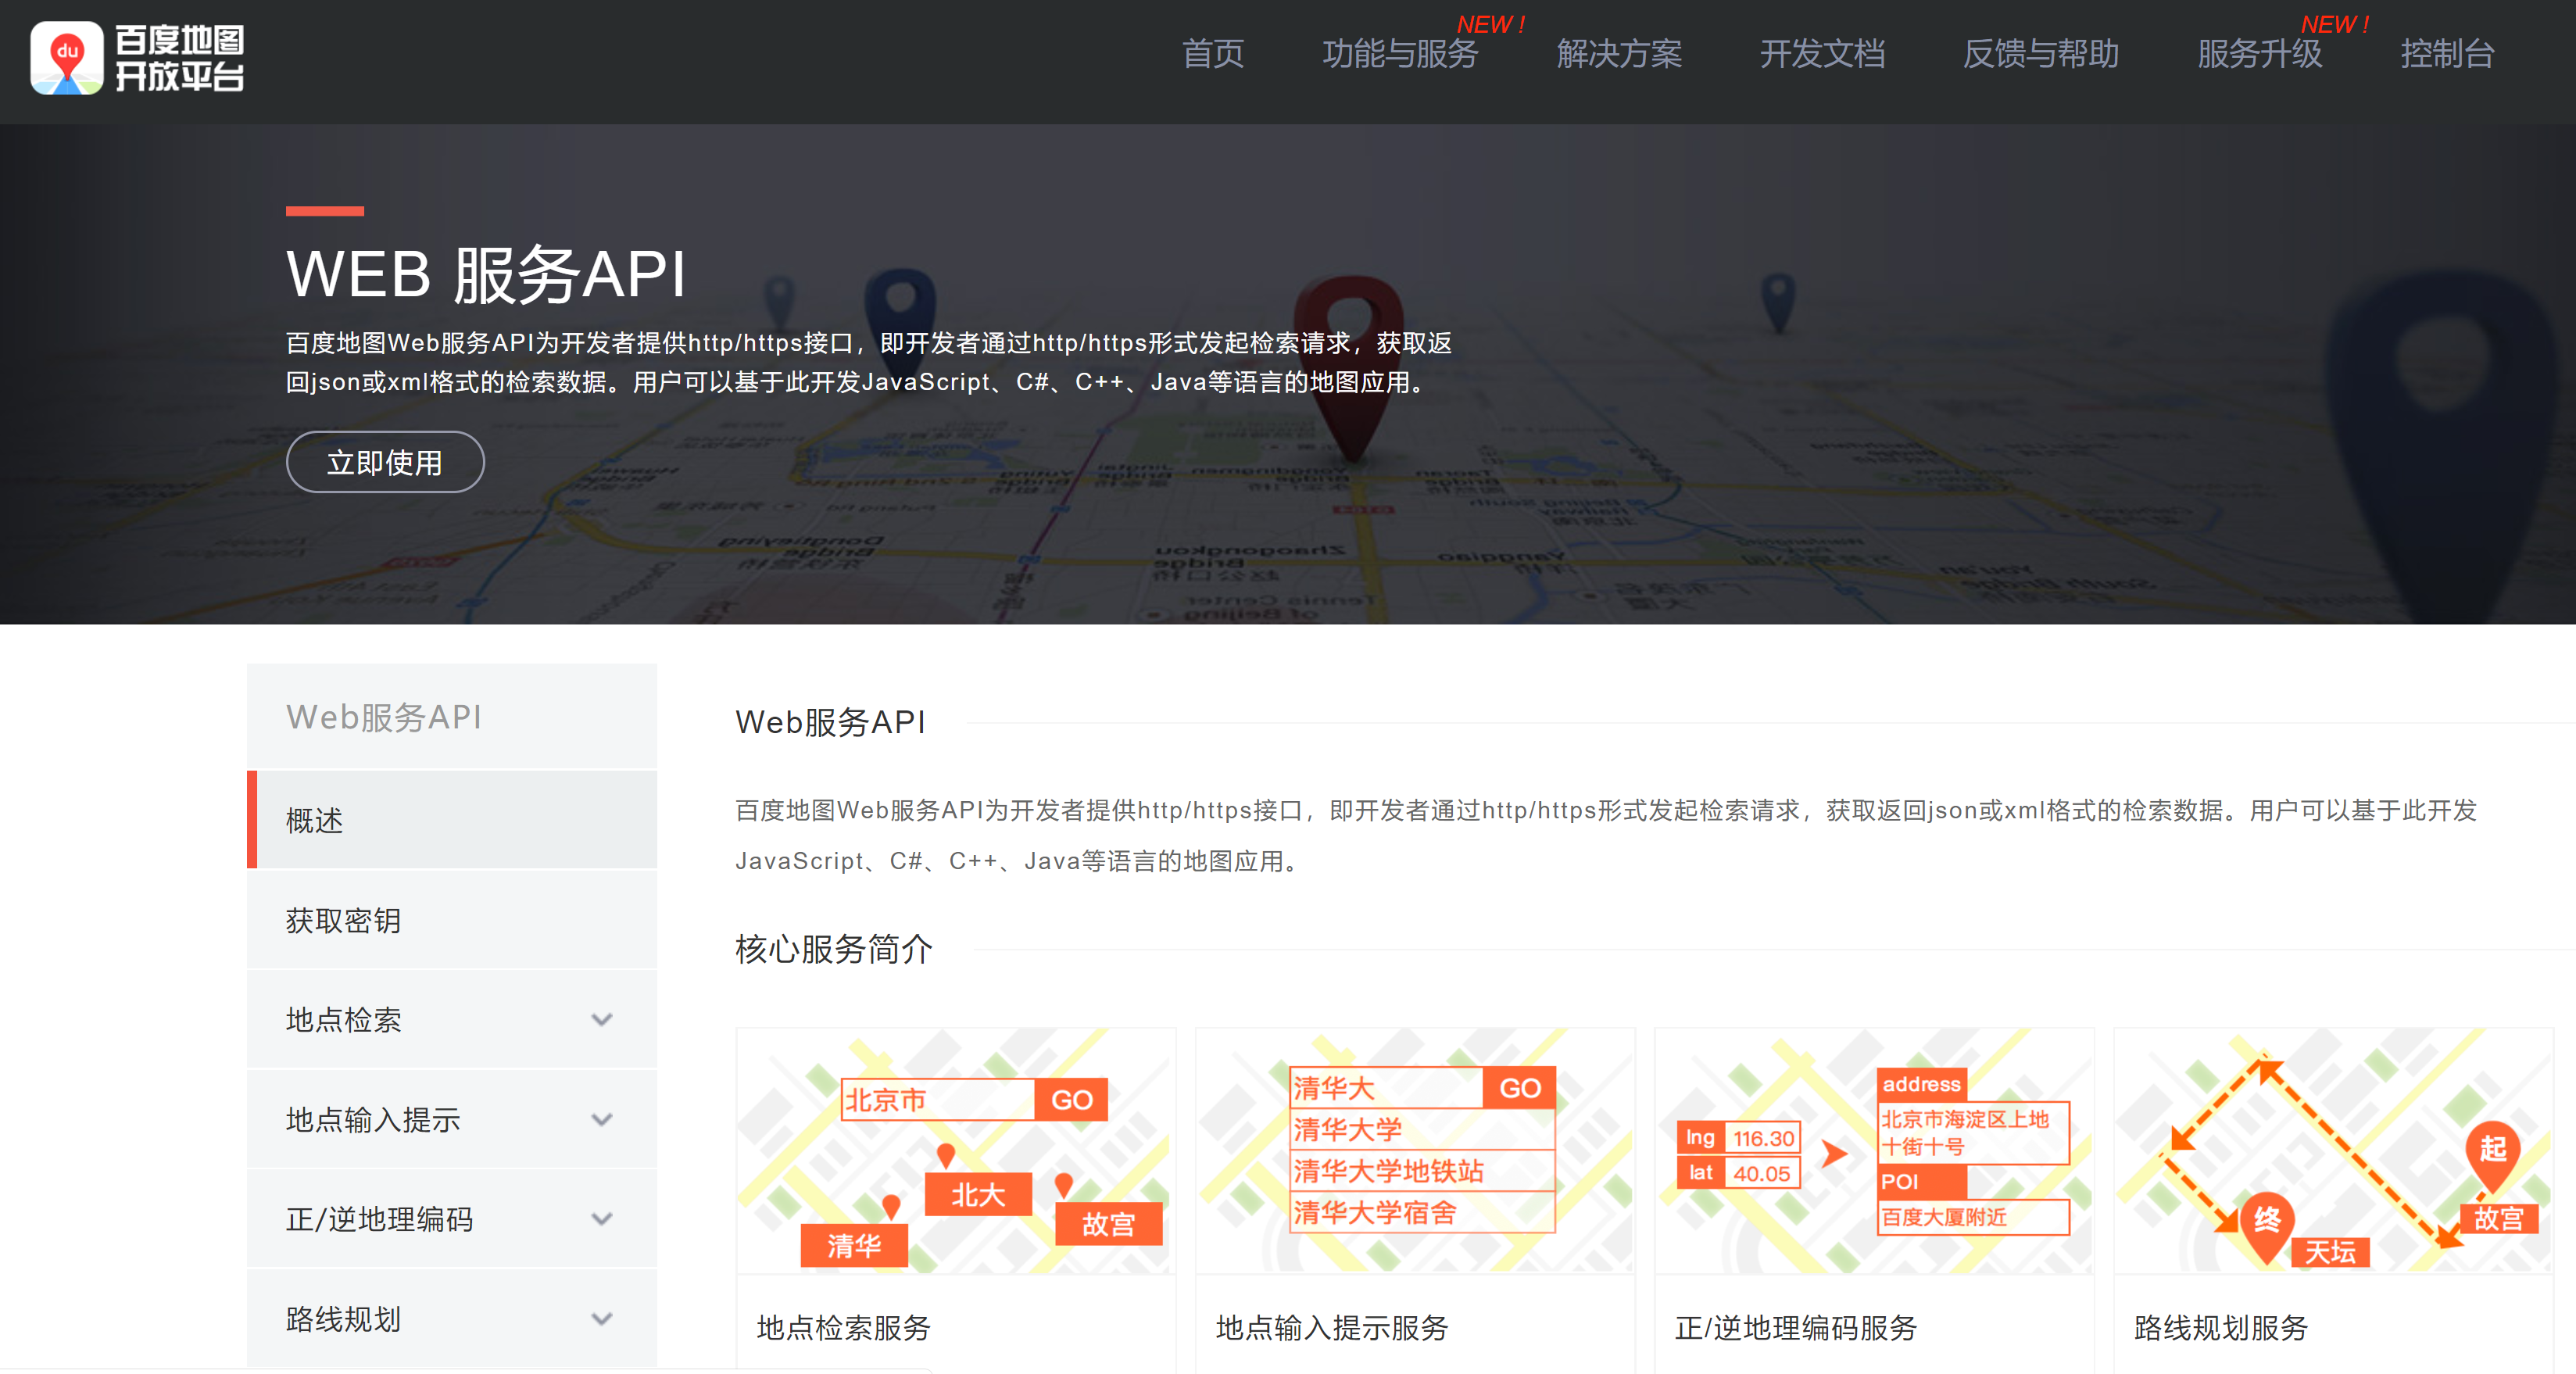 du
百度地图
开放平台
首页
功能与服务
NEW !
解决方案
开发文档
反馈与帮助
服务升级
NEW !
控制台
WEB 服务API
百度地图Web服务API为开发者提供http/https接口，即开发者通过http/https形式发起检索请求，获取返
回json或xml格式的检索数据。用户可以基于此开发JavaScript、C#、C++、Java等语言的地图应用。
立即使用
Web服务API
概述
获取密钥
地点检索
地点输入提示
正/逆地理编码
路线规划
Web服务API
百度地图Web服务API为开发者提供http/https接口，即开发者通过http/https形式发起检索请求，获取返回json或xml格式的检索数据。用户可以基于此开发
JavaScript、C#、C++、Java等语言的地图应用。
核心服务简介
北京市 GO
北大
故宫
清华
地点检索服务
清华大 GO
清华大学
清华大学地铁站
清华大学宿舍
地点输入提示服务
lng 116.30
lat 40.05
address
北京市海淀区上地
十街十号
POI
百度大厦附近
正/逆地理编码服务
起
故宫
终
天坛
路线规划服务